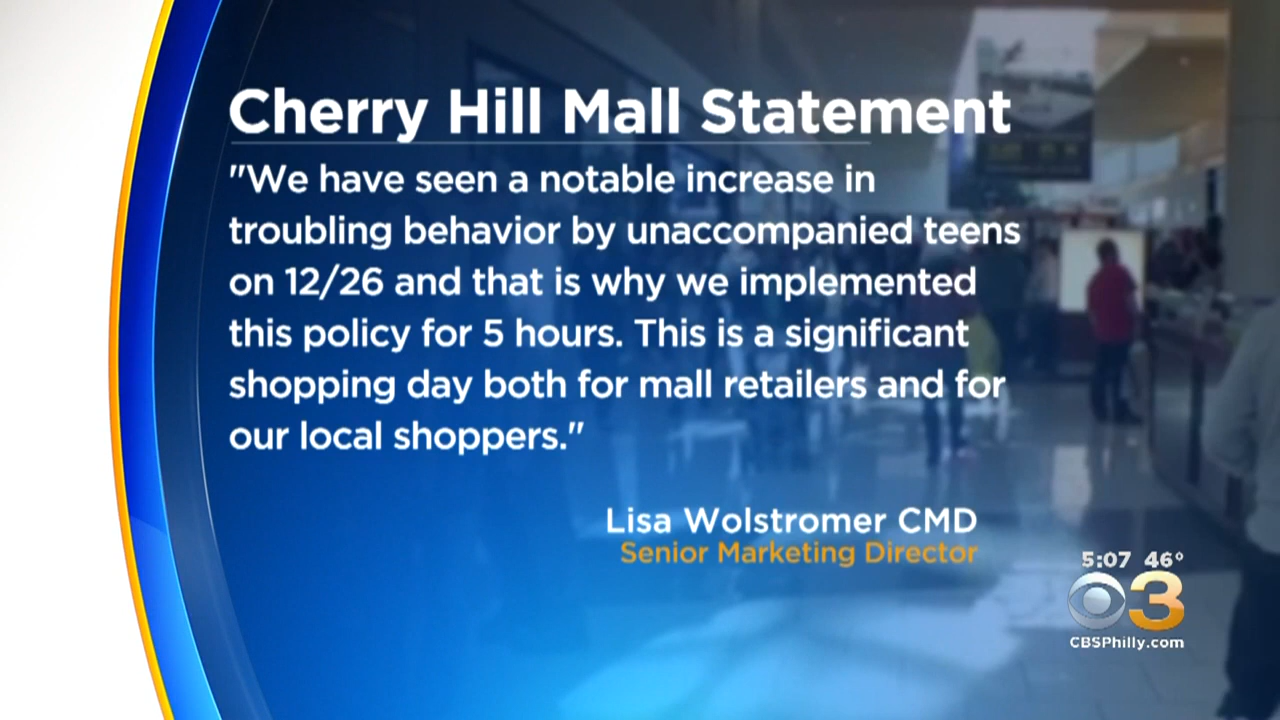 Cherry Hill Mall Statement
"We have seen a notable increase in
troubling behavior by unaccompanied teens
on 12/26 and that is why we implemented
this policy for 5 hours. This is a significant
shopping day both for mall retailers and for
our local shoppers."
Lisa Wolstromer CMD
Senior Marketing Director
5:07 46°
3
CBSPhilly.com